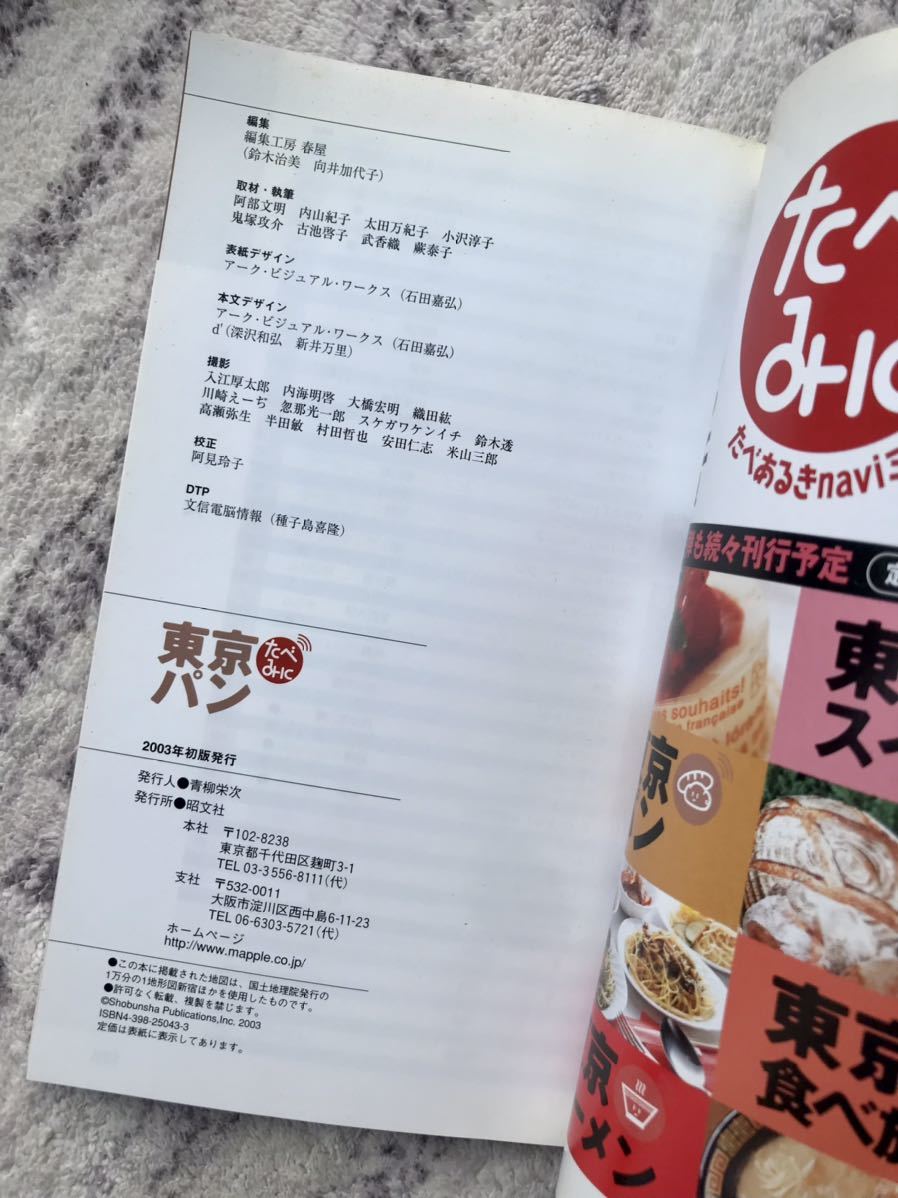 編集
編集工房 春屋
（鈴木治美　向井加代子）
取材・執筆
阿部文明　内山紀子　太田万紀子　小沢淳子
鬼塚攻介　古池啓子　武香織　蕨泰子
表紙デザイン
アーク・ビジュアル・ワークス（石田嘉弘）
本文デザイン
アーク・ビジュアル・ワークス（石田嘉弘）
d'（深沢和弘　新井万里）
撮影
入江厚太郎　内海明啓　大橋宏明　織田紘
川崎えーぢ　忽那光一郎　スケガワケンイチ　鈴木透
高瀬弥生　半田敏　村田哲也　安田仁志　米山三郎
校正
阿見玲子
DTP
文信電脳情報（種子島喜隆）
東京
パン
たべ
みに
2003年初版発行
発行人●青柳栄次
発行所●昭文社
本社　〒102-8238
東京都千代田区麹町3-1
TEL 03-3556-8111（代）
支社　〒532-0011
大阪市淀川区西中島6-11-23
TEL 06-6303-5721（代）
ホームページ
http://www.mapple.co.jp/
●この本に掲載された地図は、国土地理院発行の
1万分の1地形図新宿ほかを使用したものです。
●許可なく転載、複製を禁じます。
©Shobunsha Publications,Inc. 2003
ISBN4-398-25043-3
定価は表紙に表示してあります。
たべ
みに
たべあるきnaviミ
も続々刊行予定
定
東
スイ
souhaits!
française
京
ン
東京
食べ放
京
ーメン